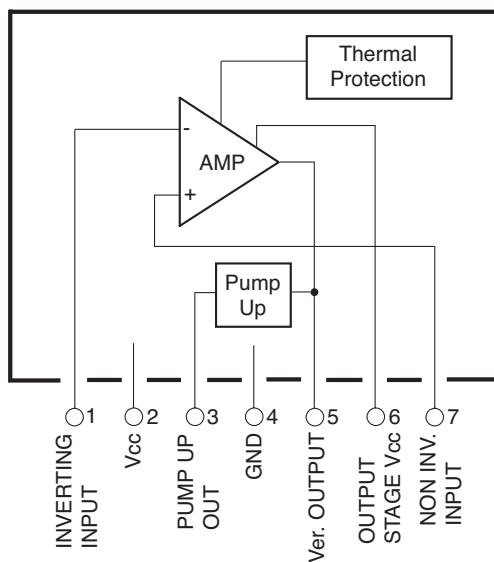 Thermal
Protection
-
AMP
+
Pump
Up
1
2
3
4
5
6
7
INVERTING
INPUT
Vcc
PUMP UP
OUT
GND
Ver. OUTPUT
OUTPUT
STAGE Vcc
NON INV.
INPUT